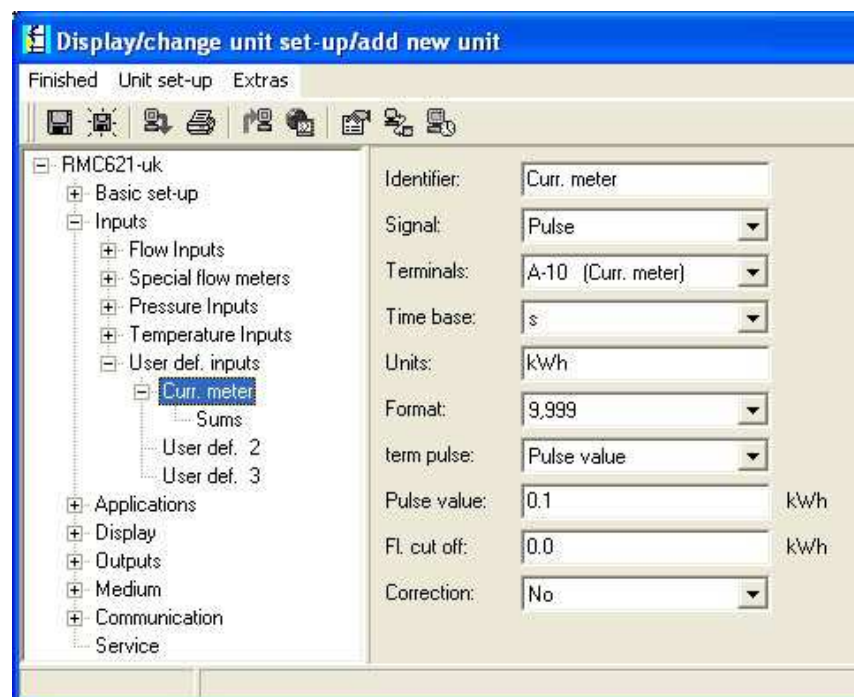 Display/change unit set-up/add new unit
Finished Unit set-up Extras
RMC621-uk
Basic set-up
Inputs
Flow Inputs
Special flow meters
Pressure Inputs
Temperature Inputs
User def. inputs
Curr. meter
Sums
User def. 2
User def. 3
Applications
Display
Outputs
Medium
Communication
Service
Identifier: Curr. meter
Signal: Pulse
Terminals: A-10 (Curr. meter)
Time base: s
Units: kWh
Format: 9,999
term pulse: Pulse value
Pulse value: 0.1 kWh
Fl. cut off: 0.0 kWh
Correction: No